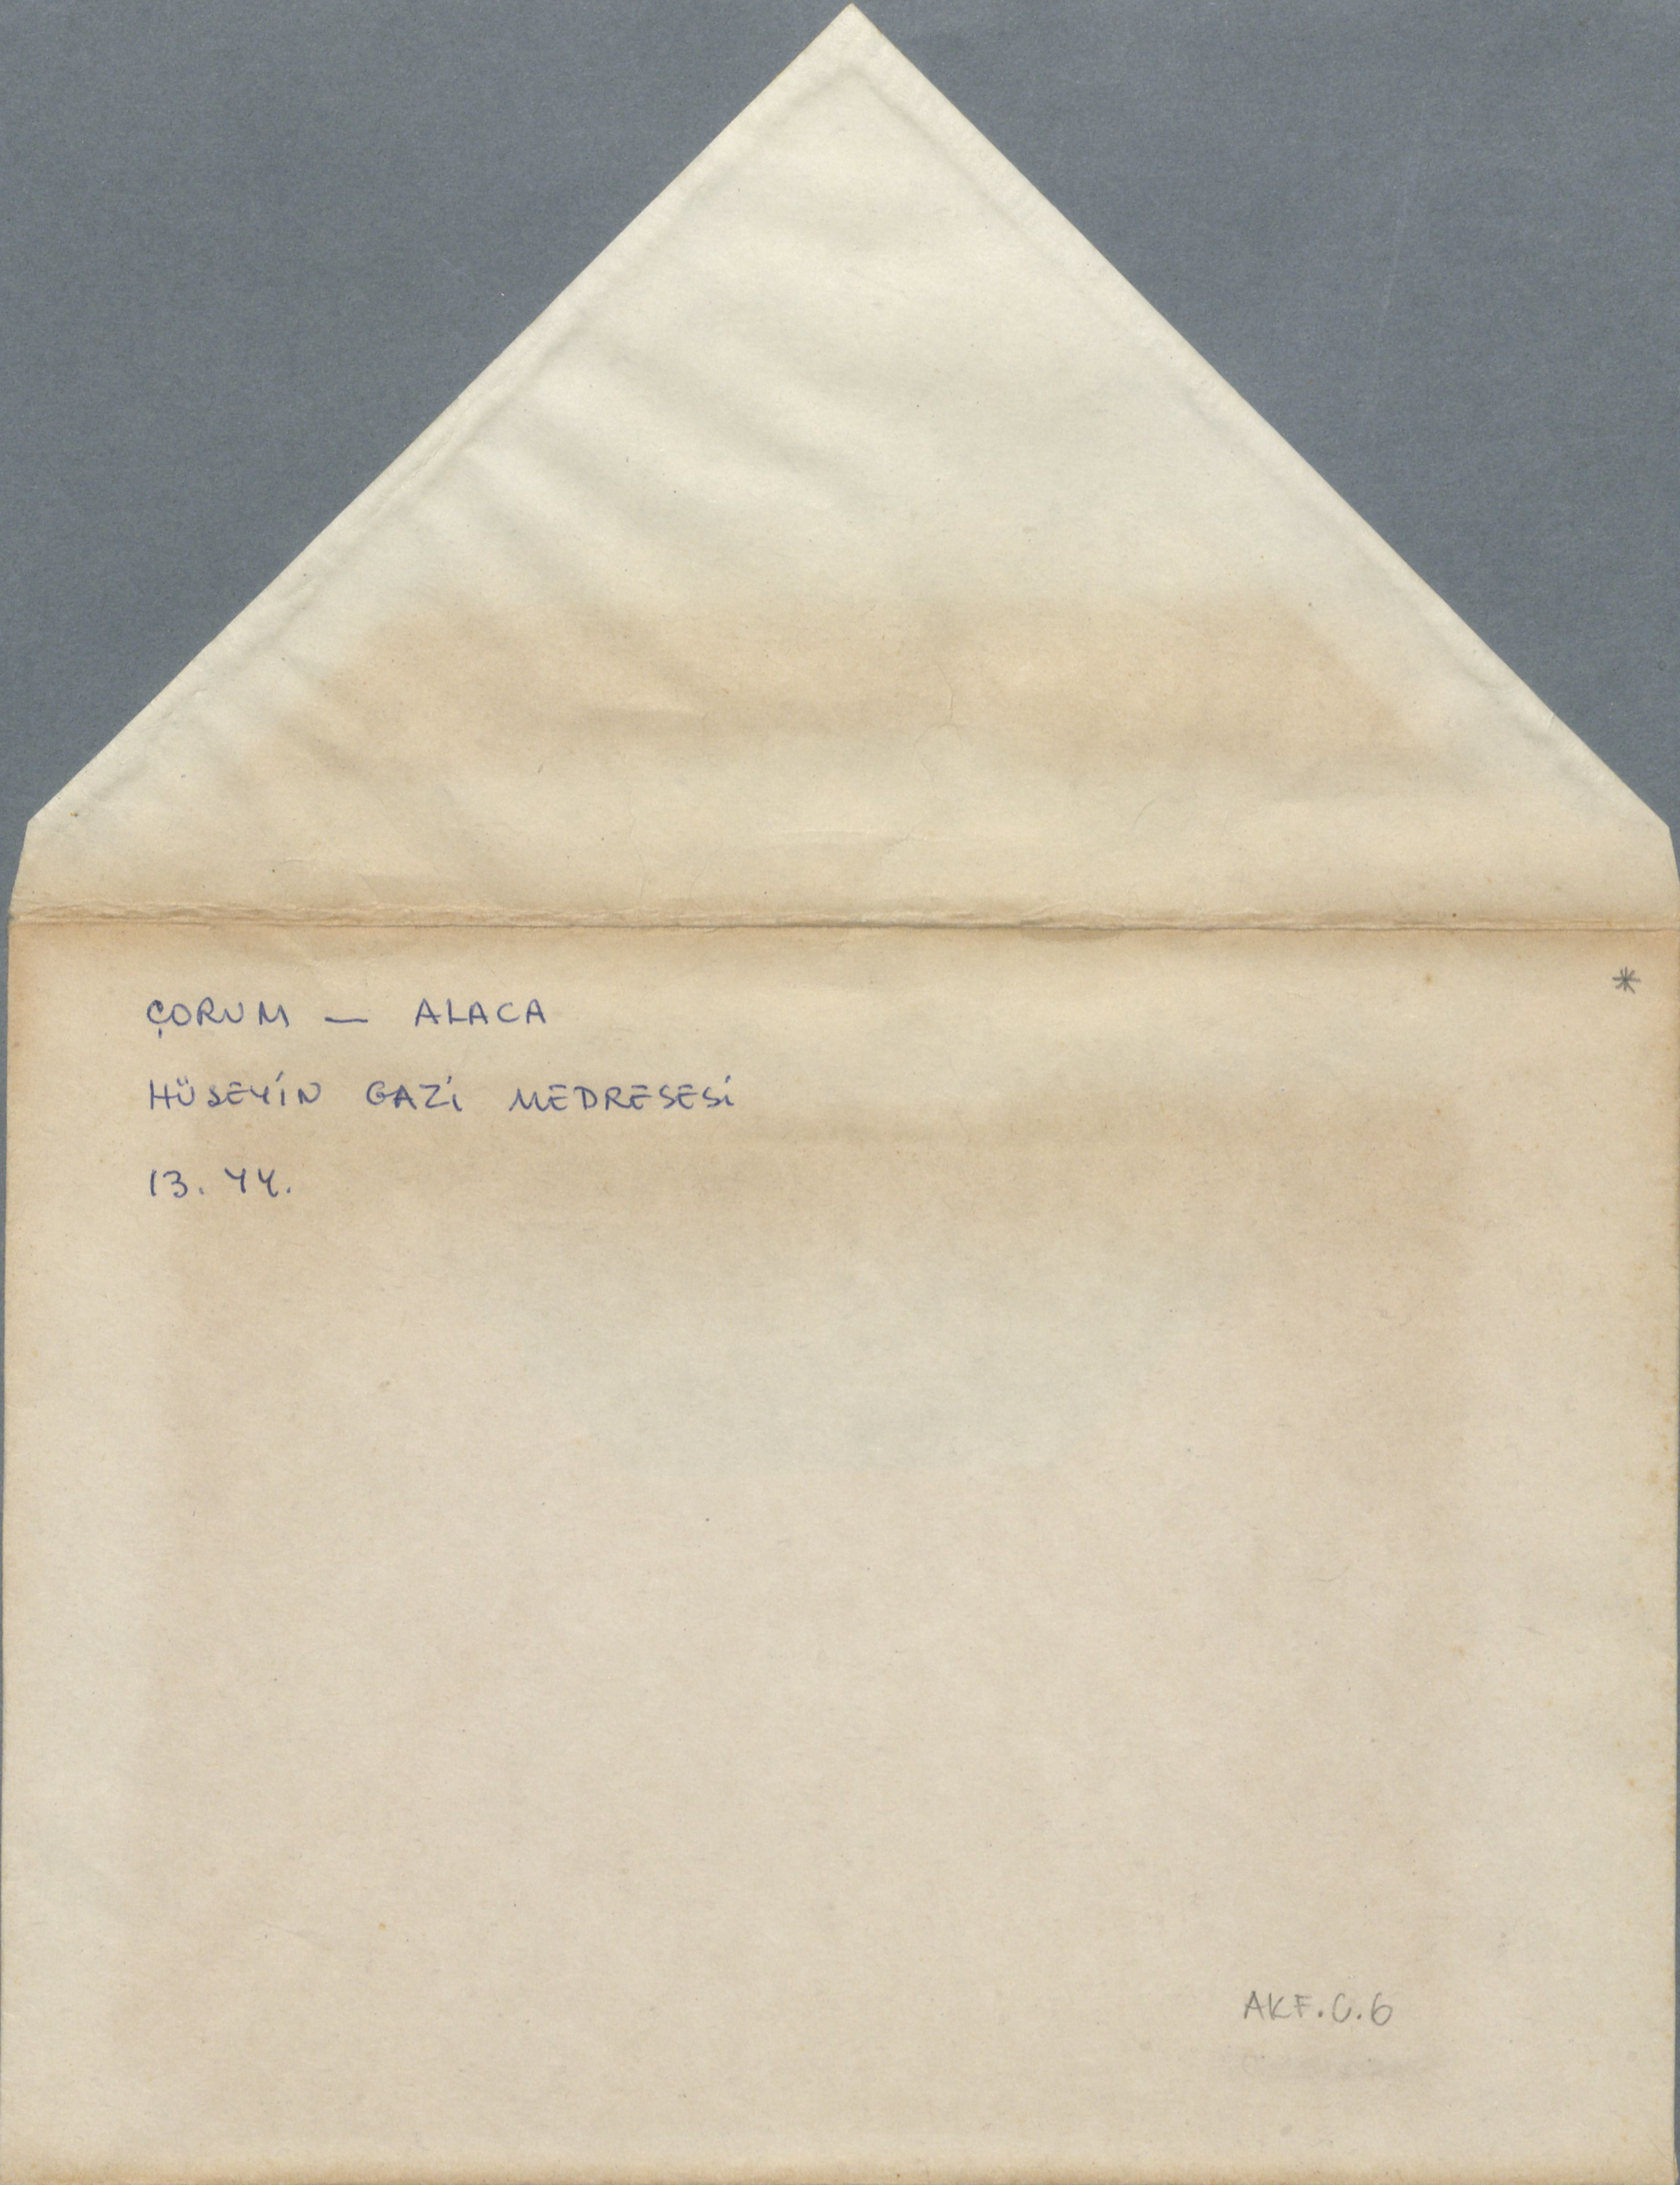 *
ÇORUM — ALACA
HÜSEYİN GAZİ MEDRESESİ
13. YY.
AKF.C.6